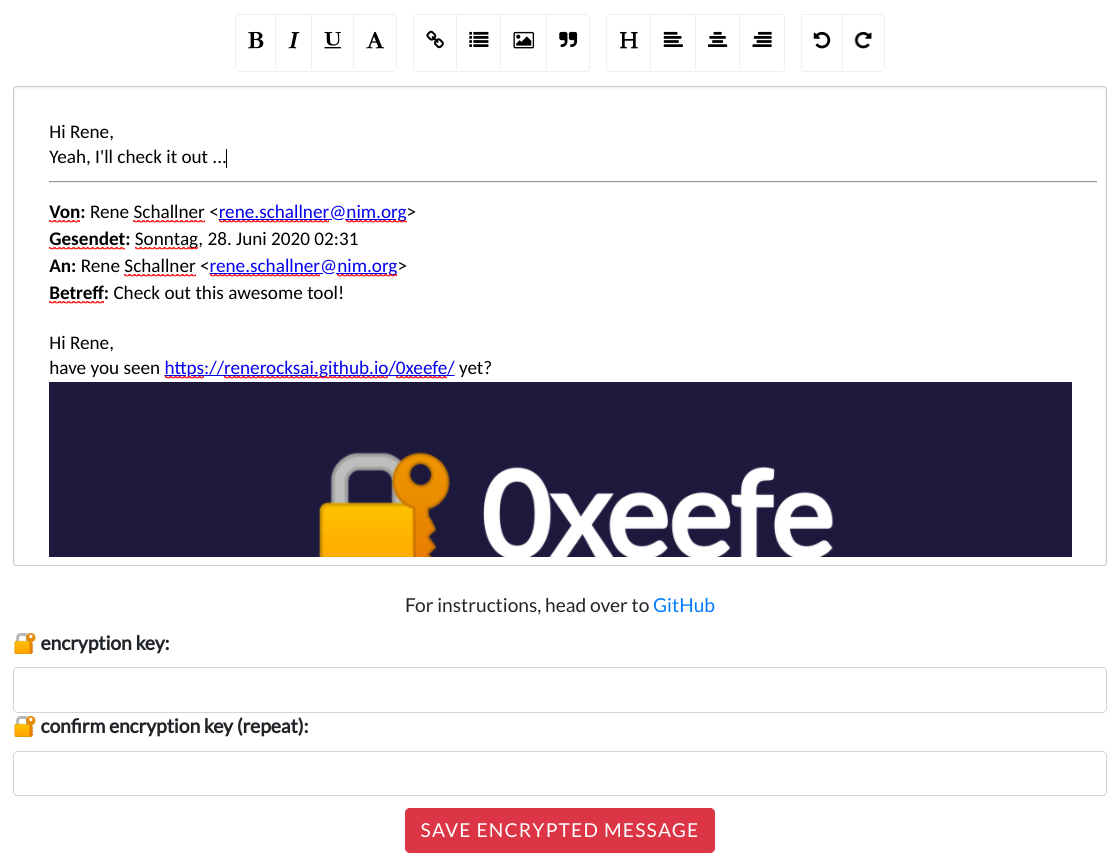 B I U A H
Hi Rene,
Yeah, I'll check it out ...
Von: Rene Schallner <rene.schallner@nim.org>
Gesendet: Sonntag, 28. Juni 2020 02:31
An: Rene Schallner <rene.schallner@nim.org>
Betreff: Check out this awesome tool!
Hi Rene,
have you seen https://renerocksai.github.io/0xeefe/ yet?
0xeefe
For instructions, head over to GitHub
encryption key:
confirm encryption key (repeat):
SAVE ENCRYPTED MESSAGE